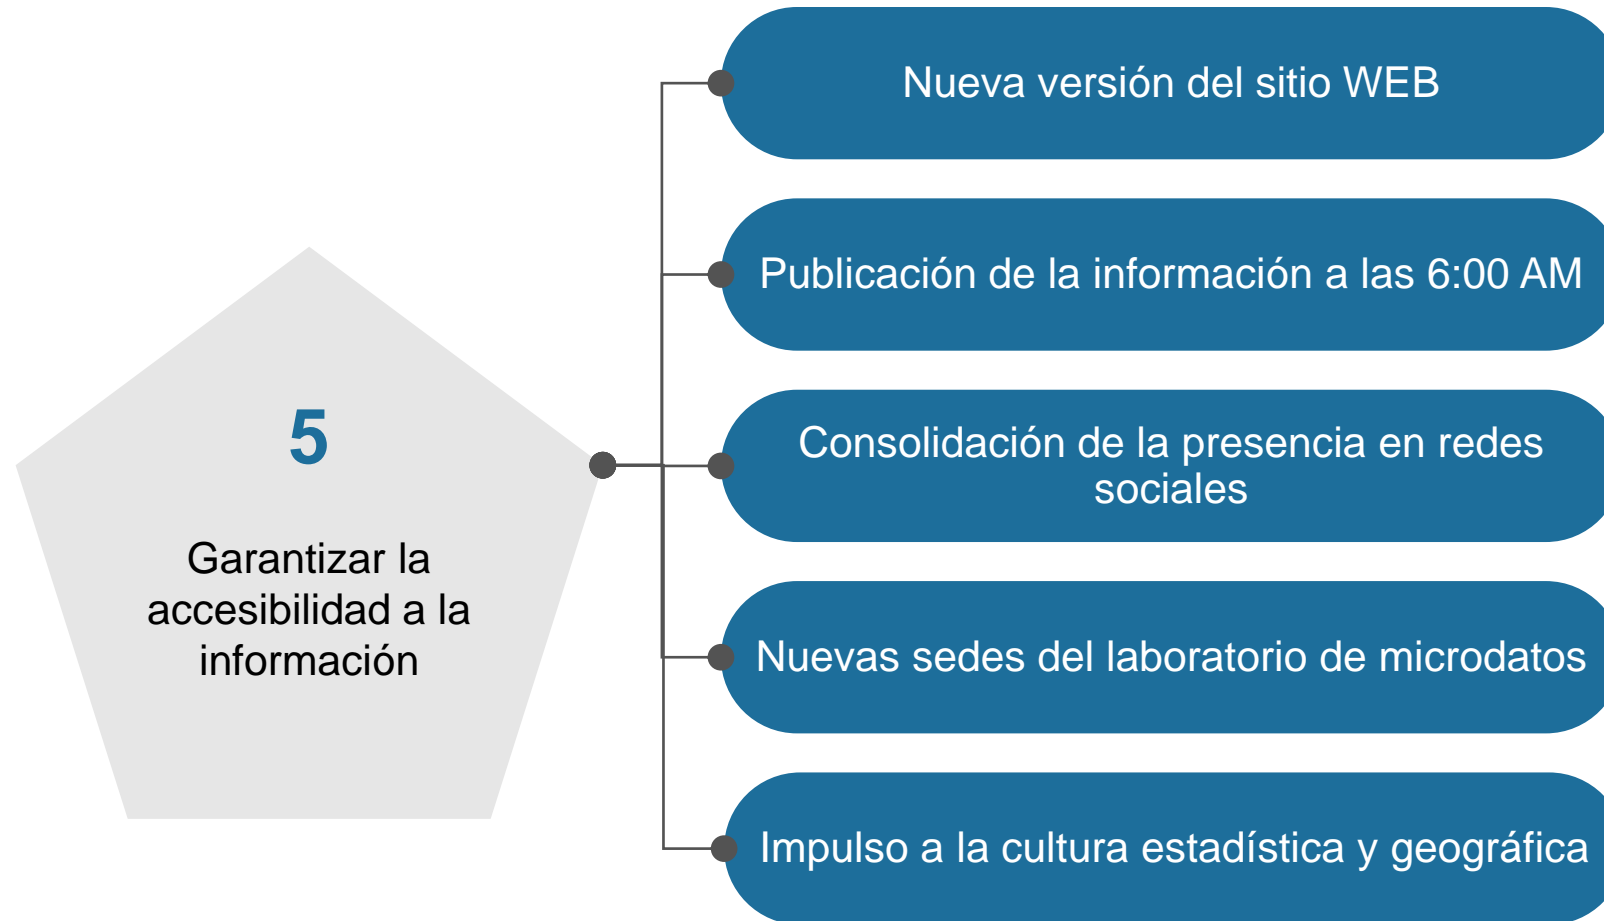 5
Garantizar la
accesibilidad a la
información
Nueva versión del sitio WEB
Publicación de la información a las 6:00 AM
Consolidación de la presencia en redes
sociales
Nuevas sedes del laboratorio de microdatos
Impulso a la cultura estadística y geográfica